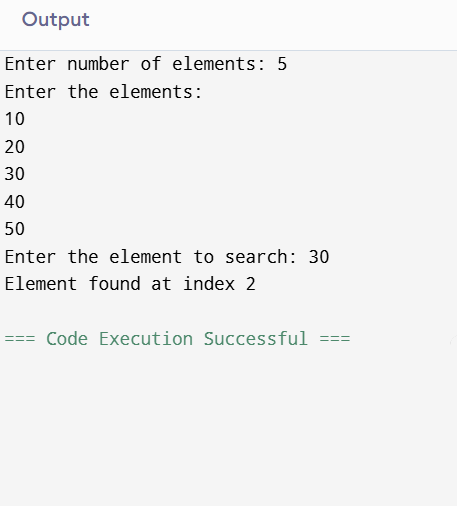 Output
Enter number of elements: 5
Enter the elements:
10
20
30
40
50
Enter the element to search: 30
Element found at index 2
=== Code Execution Successful ===